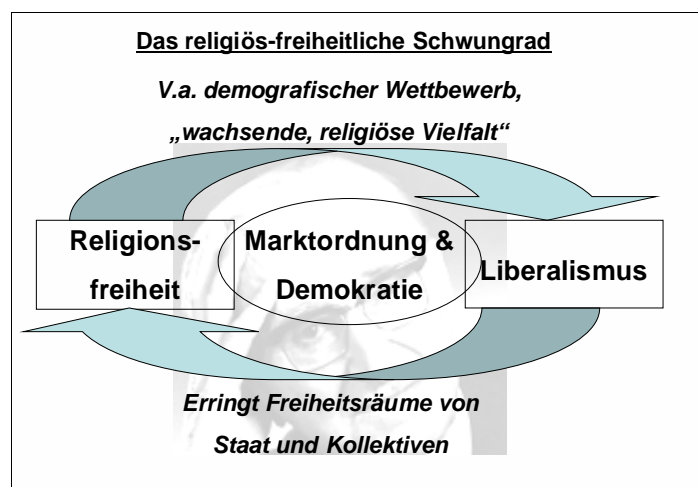 Das religiös-freiheitliche Schwungrad
V.a. demografischer Wettbewerb,
„wachsende, religiöse Vielfalt“
Religions-
freiheit
Marktordnung &
Demokratie
Liberalismus
Erringt Freiheitsräume von
Staat und Kollektiven